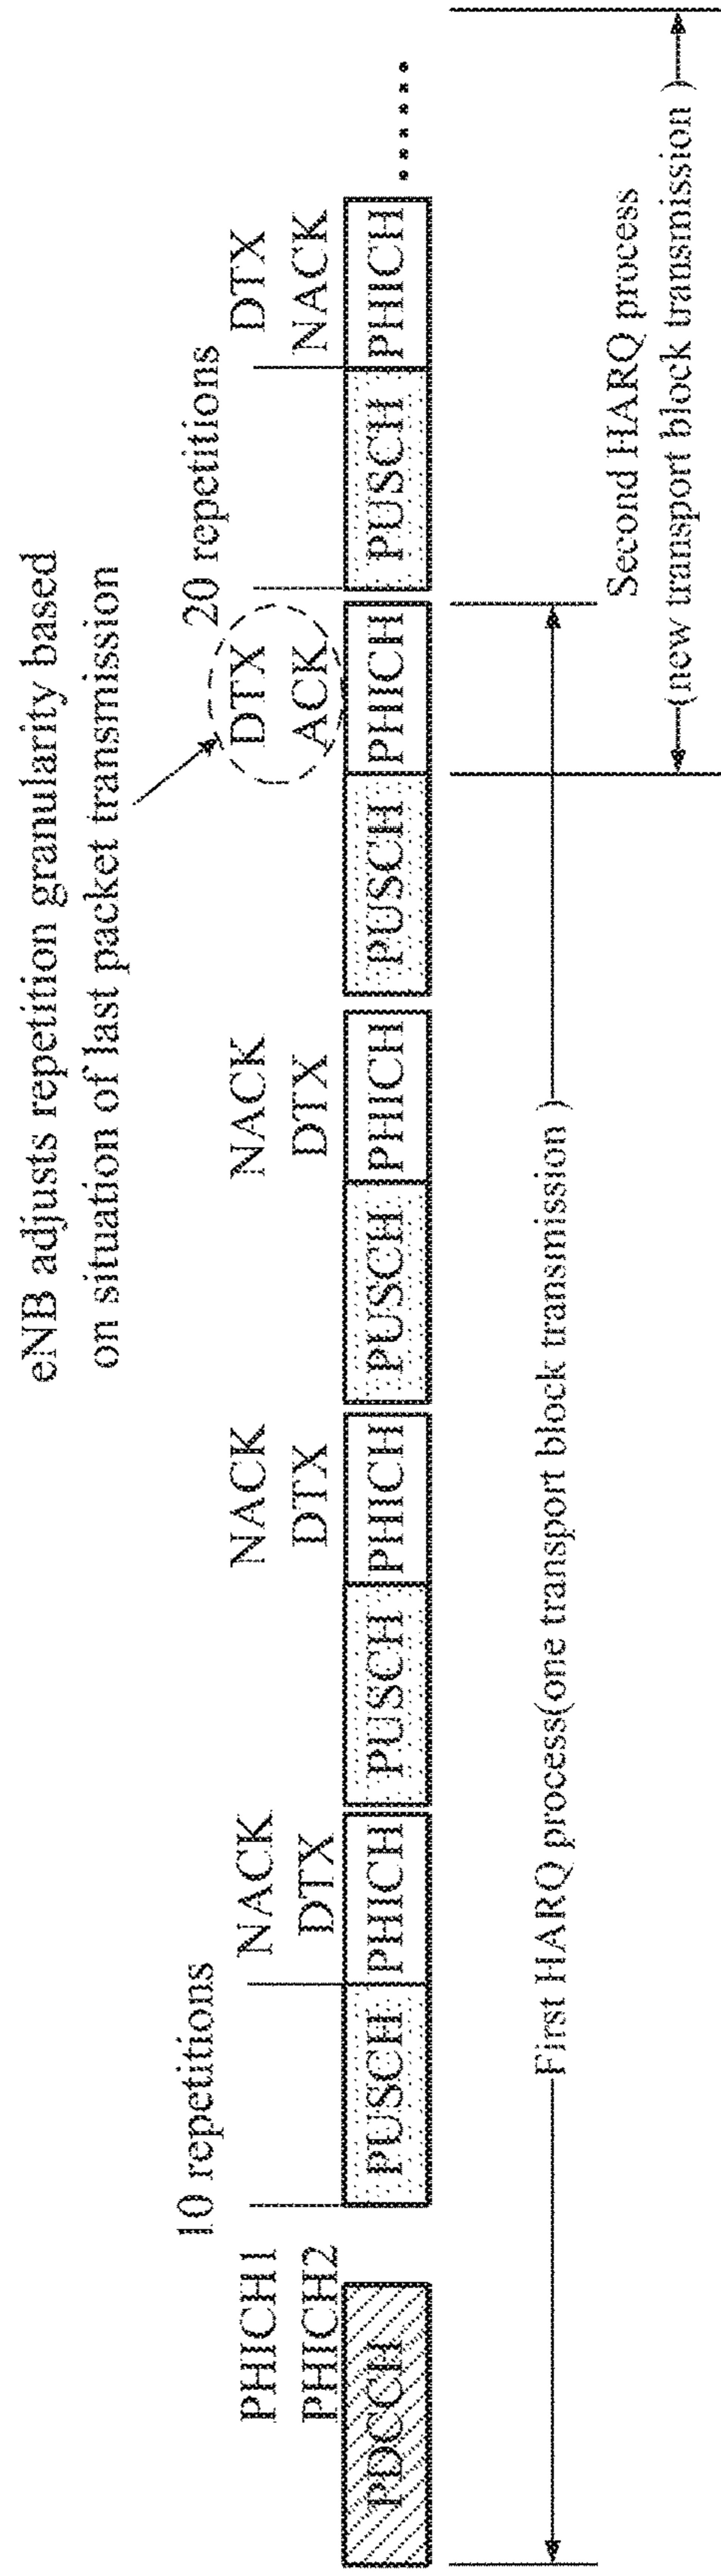 eNB adjusts repetition granularity based
on situation of last packet transmission
10 repetitions
20 repetitions
PHICH1
NACK
NACK
NACK
DTX
DTX
PHICH2
DTX
DTX
DTX
ACK
NACK
PDCCH
PUSCH
PHICH
PUSCH
PHICH
PUSCH
PHICH
PUSCH
PHICH
PUSCH
PHICH
First HARQ process(one transport block transmission )
Second HARQ process
(new transport block transmission )